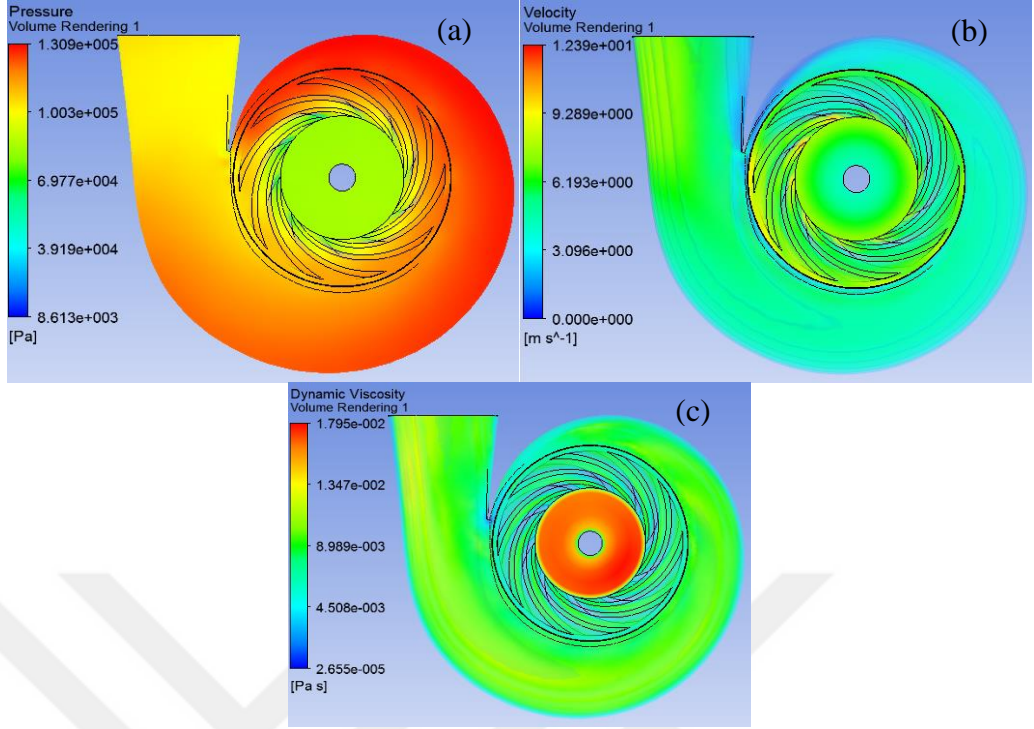 Pressure
Volume Rendering 1
(a)
1.309e+005
1.003e+005
6.977e+004
3.919e+004
8.613e+003
[Pa]
Velocity
Volume Rendering 1
(b)
1.239e+001
9.289e+000
6.193e+000
3.096e+000
0.000e+000
[m s^-1]
Dynamic Viscosity
Volume Rendering 1
(c)
1.795e-002
1.347e-002
8.989e-003
4.508e-003
2.655e-005
[Pa s]